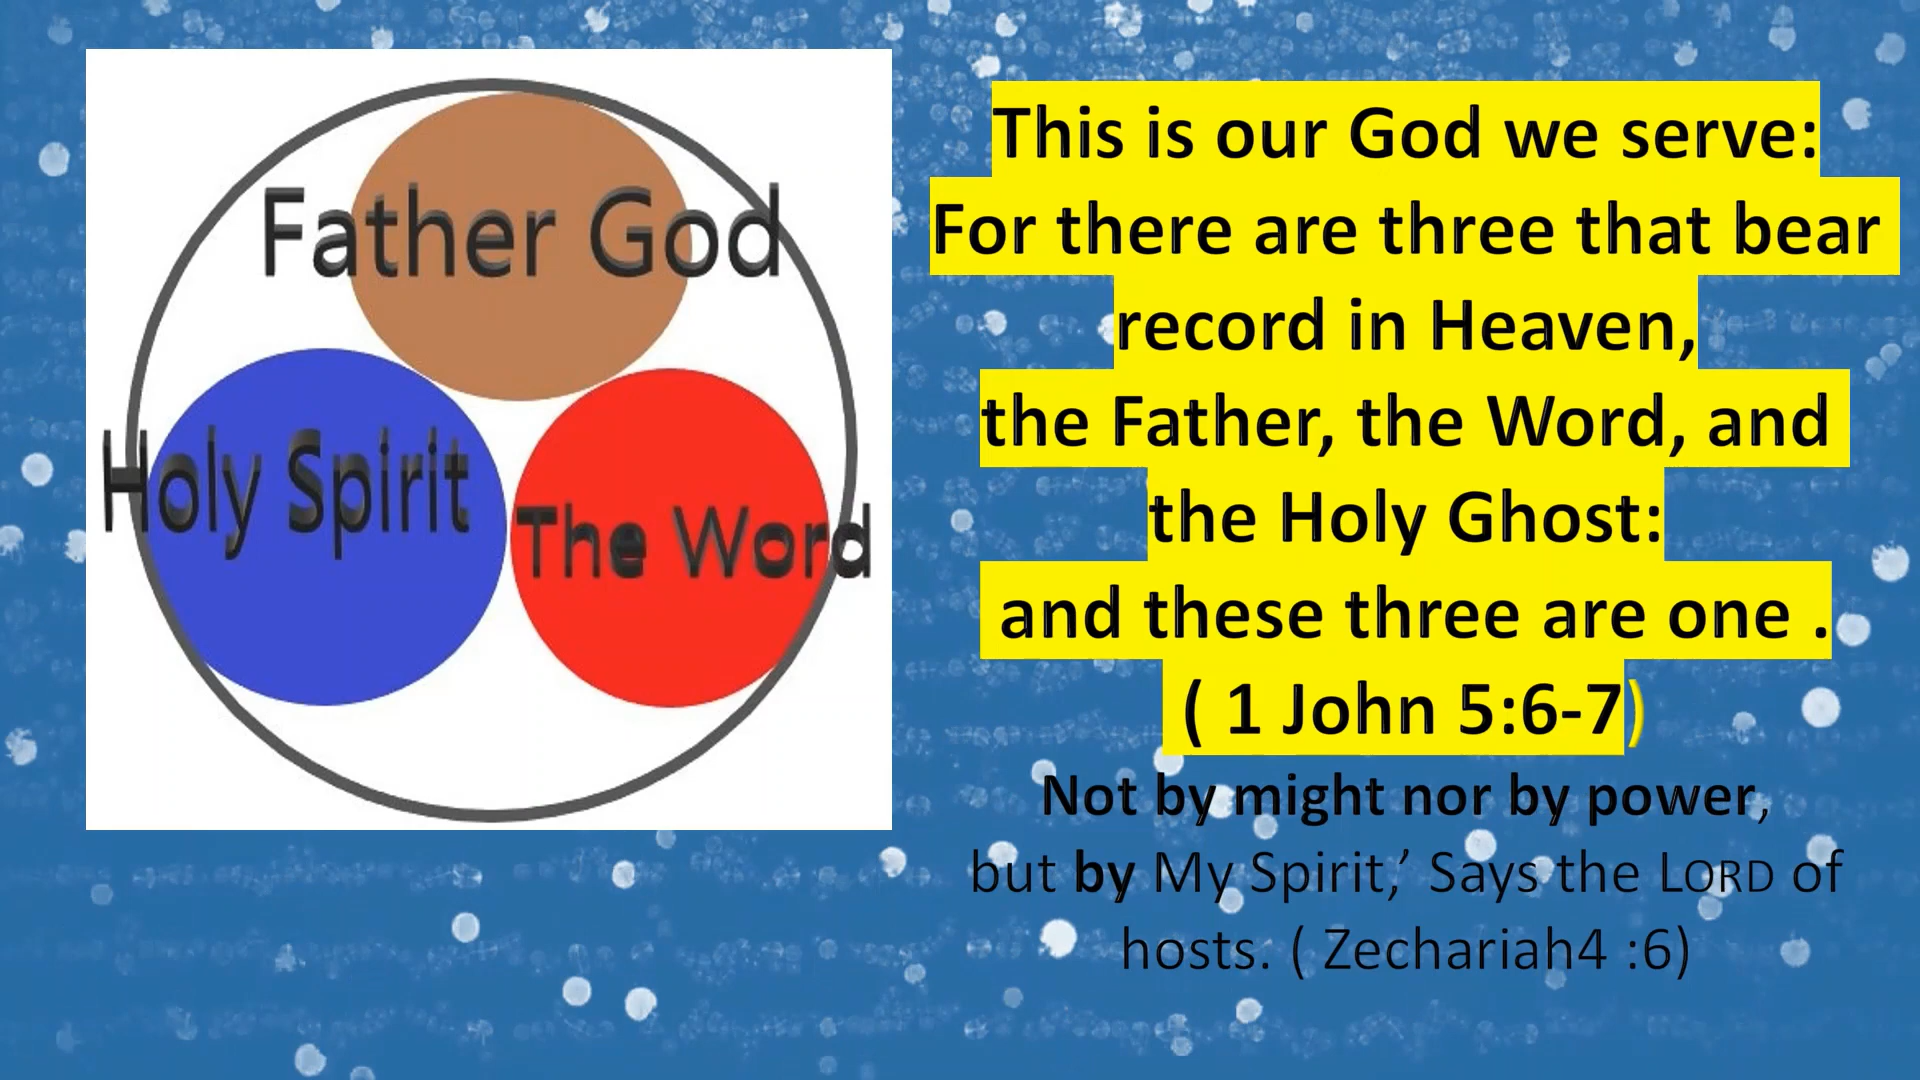 Father God
Holy Spirit
The Word
This is our God we serve:
For there are three that bear
record in Heaven,
the Father, the Word, and
the Holy Ghost:
and these three are one .
( 1 John 5:6-7)
Not by might nor by power,
but by My Spirit,’ Says the LORD of
hosts. ( Zechariah4 :6)